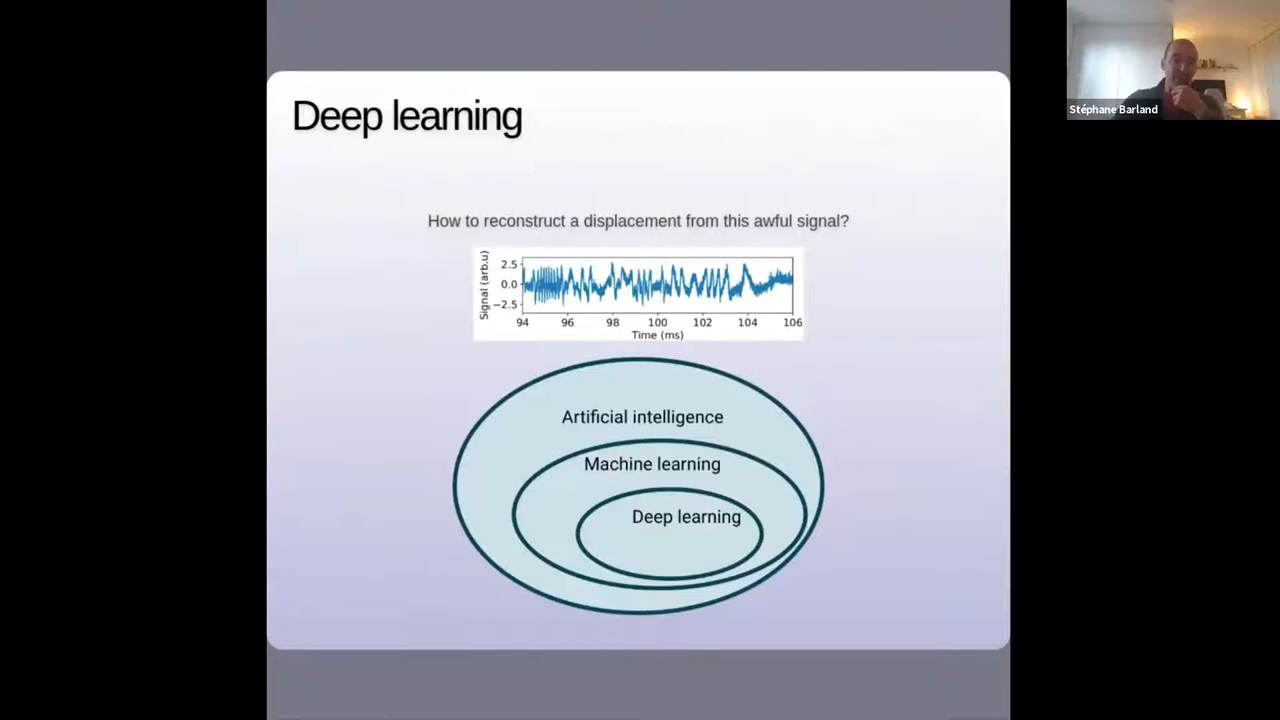 Deep learning
Stéphane Barland
How to reconstruct a displacement from this awful signal?
Signal (arb.u)
2.5
0.0
−2.5
94 96 98 100 102 104 106
Time (ms)
Artificial intelligence
Machine learning
Deep learning